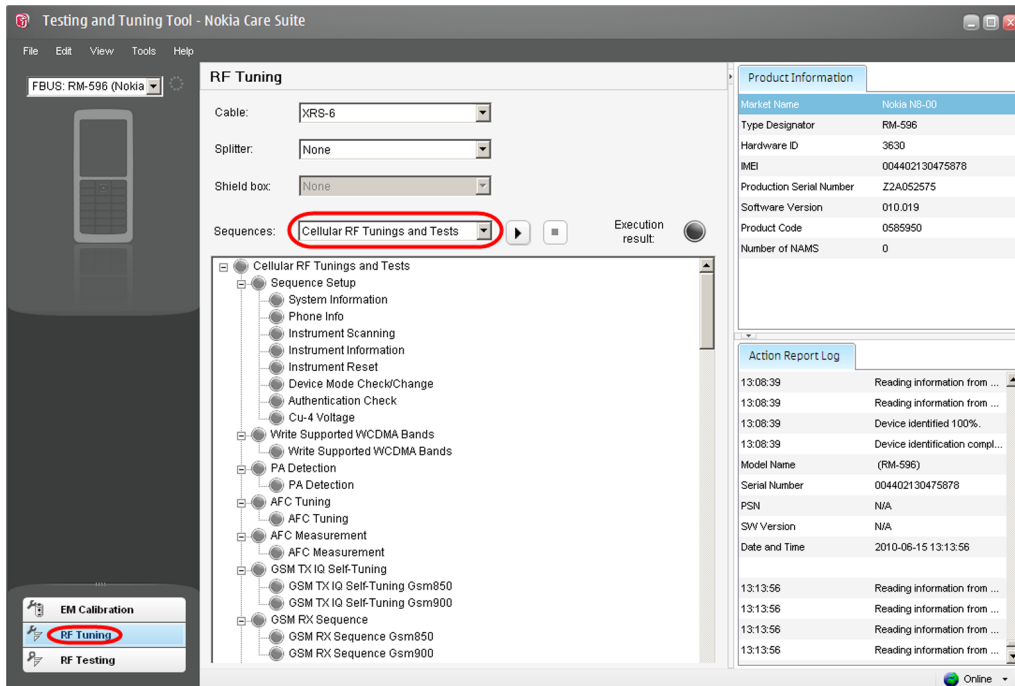 Testing and Tuning Tool - Nokia Care Suite
File Edit View Tools Help
FBUS: RM-596 (Nokia
RF Tuning
Cable: XRS-6
Splitter: None
Shield box: None
Sequences: Cellular RF Tunings and Tests
Execution
result:
Cellular RF Tunings and Tests
Sequence Setup
System Information
Phone Info
Instrument Scanning
Instrument Information
Instrument Reset
Device Mode Check/Change
Authentication Check
Cu-4 Voltage
Write Supported WCDMA Bands
Write Supported WCDMA Bands
PA Detection
PA Detection
AFC Tuning
AFC Tuning
AFC Measurement
AFC Measurement
GSM TX IQ Self-Tuning
GSM TX IQ Self-Tuning Gsm850
GSM TX IQ Self-Tuning Gsm900
GSM RX Sequence
GSM RX Sequence Gsm850
GSM RX Sequence Gsm900
EM Calibration
RF Tuning
RF Testing
Product Information
Market Name Nokia N8-00
Type Designator RM-596
Hardware ID 3630
IMEI 004402130475878
Production Serial Number Z2A052575
Software Version 010.019
Product Code 0585950
Number of NAMS 0
Action Report Log
13:08:39 Reading information from ...
13:08:39 Reading information from ...
13:08:39 Device identified 100%.
13:08:39 Device identification compl...
Model Name (RM-596)
Serial Number 004402130475878
PSN N/A
SW Version N/A
Date and Time 2010-06-15 13:13:56
13:13:56 Reading information from ...
13:13:56 Reading information from ...
13:13:56 Reading information from ...
13:13:56 Reading information from ...
Online